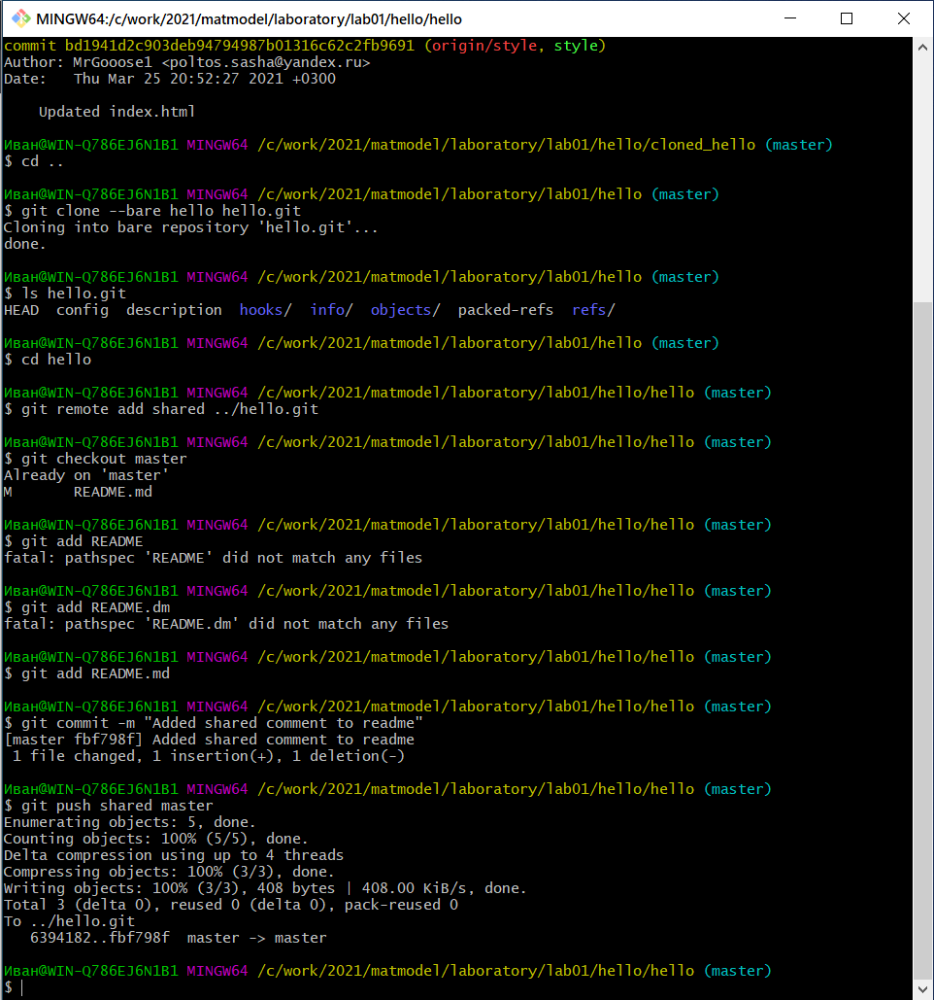 MINGW64:/c/work/2021/matmodel/laboratory/lab01/hello/hello
commit bd1941d2c903deb94794987b01316c62c2fb9691 (origin/style, style)
Author: MrGooose1 <poltos.sasha@yandex.ru>
Date:   Thu Mar 25 20:52:27 2021 +0300
    Updated index.html
Иван@WIN-Q786EJ6N1B1 MINGW64 /c/work/2021/matmodel/laboratory/lab01/hello/cloned_hello (master)
$ cd ..
Иван@WIN-Q786EJ6N1B1 MINGW64 /c/work/2021/matmodel/laboratory/lab01/hello (master)
$ git clone --bare hello hello.git
Cloning into bare repository 'hello.git'...
done.
Иван@WIN-Q786EJ6N1B1 MINGW64 /c/work/2021/matmodel/laboratory/lab01/hello (master)
$ ls hello.git
HEAD  config  description  hooks/  info/  objects/  packed-refs  refs/
Иван@WIN-Q786EJ6N1B1 MINGW64 /c/work/2021/matmodel/laboratory/lab01/hello (master)
$ cd hello
Иван@WIN-Q786EJ6N1B1 MINGW64 /c/work/2021/matmodel/laboratory/lab01/hello/hello (master)
$ git remote add shared ../hello.git
Иван@WIN-Q786EJ6N1B1 MINGW64 /c/work/2021/matmodel/laboratory/lab01/hello/hello (master)
$ git checkout master
Already on 'master'
M       README.md
Иван@WIN-Q786EJ6N1B1 MINGW64 /c/work/2021/matmodel/laboratory/lab01/hello/hello (master)
$ git add README
fatal: pathspec 'README' did not match any files
Иван@WIN-Q786EJ6N1B1 MINGW64 /c/work/2021/matmodel/laboratory/lab01/hello/hello (master)
$ git add README.dm
fatal: pathspec 'README.dm' did not match any files
Иван@WIN-Q786EJ6N1B1 MINGW64 /c/work/2021/matmodel/laboratory/lab01/hello/hello (master)
$ git add README.md
Иван@WIN-Q786EJ6N1B1 MINGW64 /c/work/2021/matmodel/laboratory/lab01/hello/hello (master)
$ git commit -m "Added shared comment to readme"
[master fbf798f] Added shared comment to readme
 1 file changed, 1 insertion(+), 1 deletion(-)
Иван@WIN-Q786EJ6N1B1 MINGW64 /c/work/2021/matmodel/laboratory/lab01/hello/hello (master)
$ git push shared master
Enumerating objects: 5, done.
Counting objects: 100% (5/5), done.
Delta compression using up to 4 threads
Compressing objects: 100% (3/3), done.
Writing objects: 100% (3/3), 408 bytes | 408.00 KiB/s, done.
Total 3 (delta 0), reused 0 (delta 0), pack-reused 0
To ../hello.git
   6394182..fbf798f  master -> master
Иван@WIN-Q786EJ6N1B1 MINGW64 /c/work/2021/matmodel/laboratory/lab01/hello/hello (master)
$